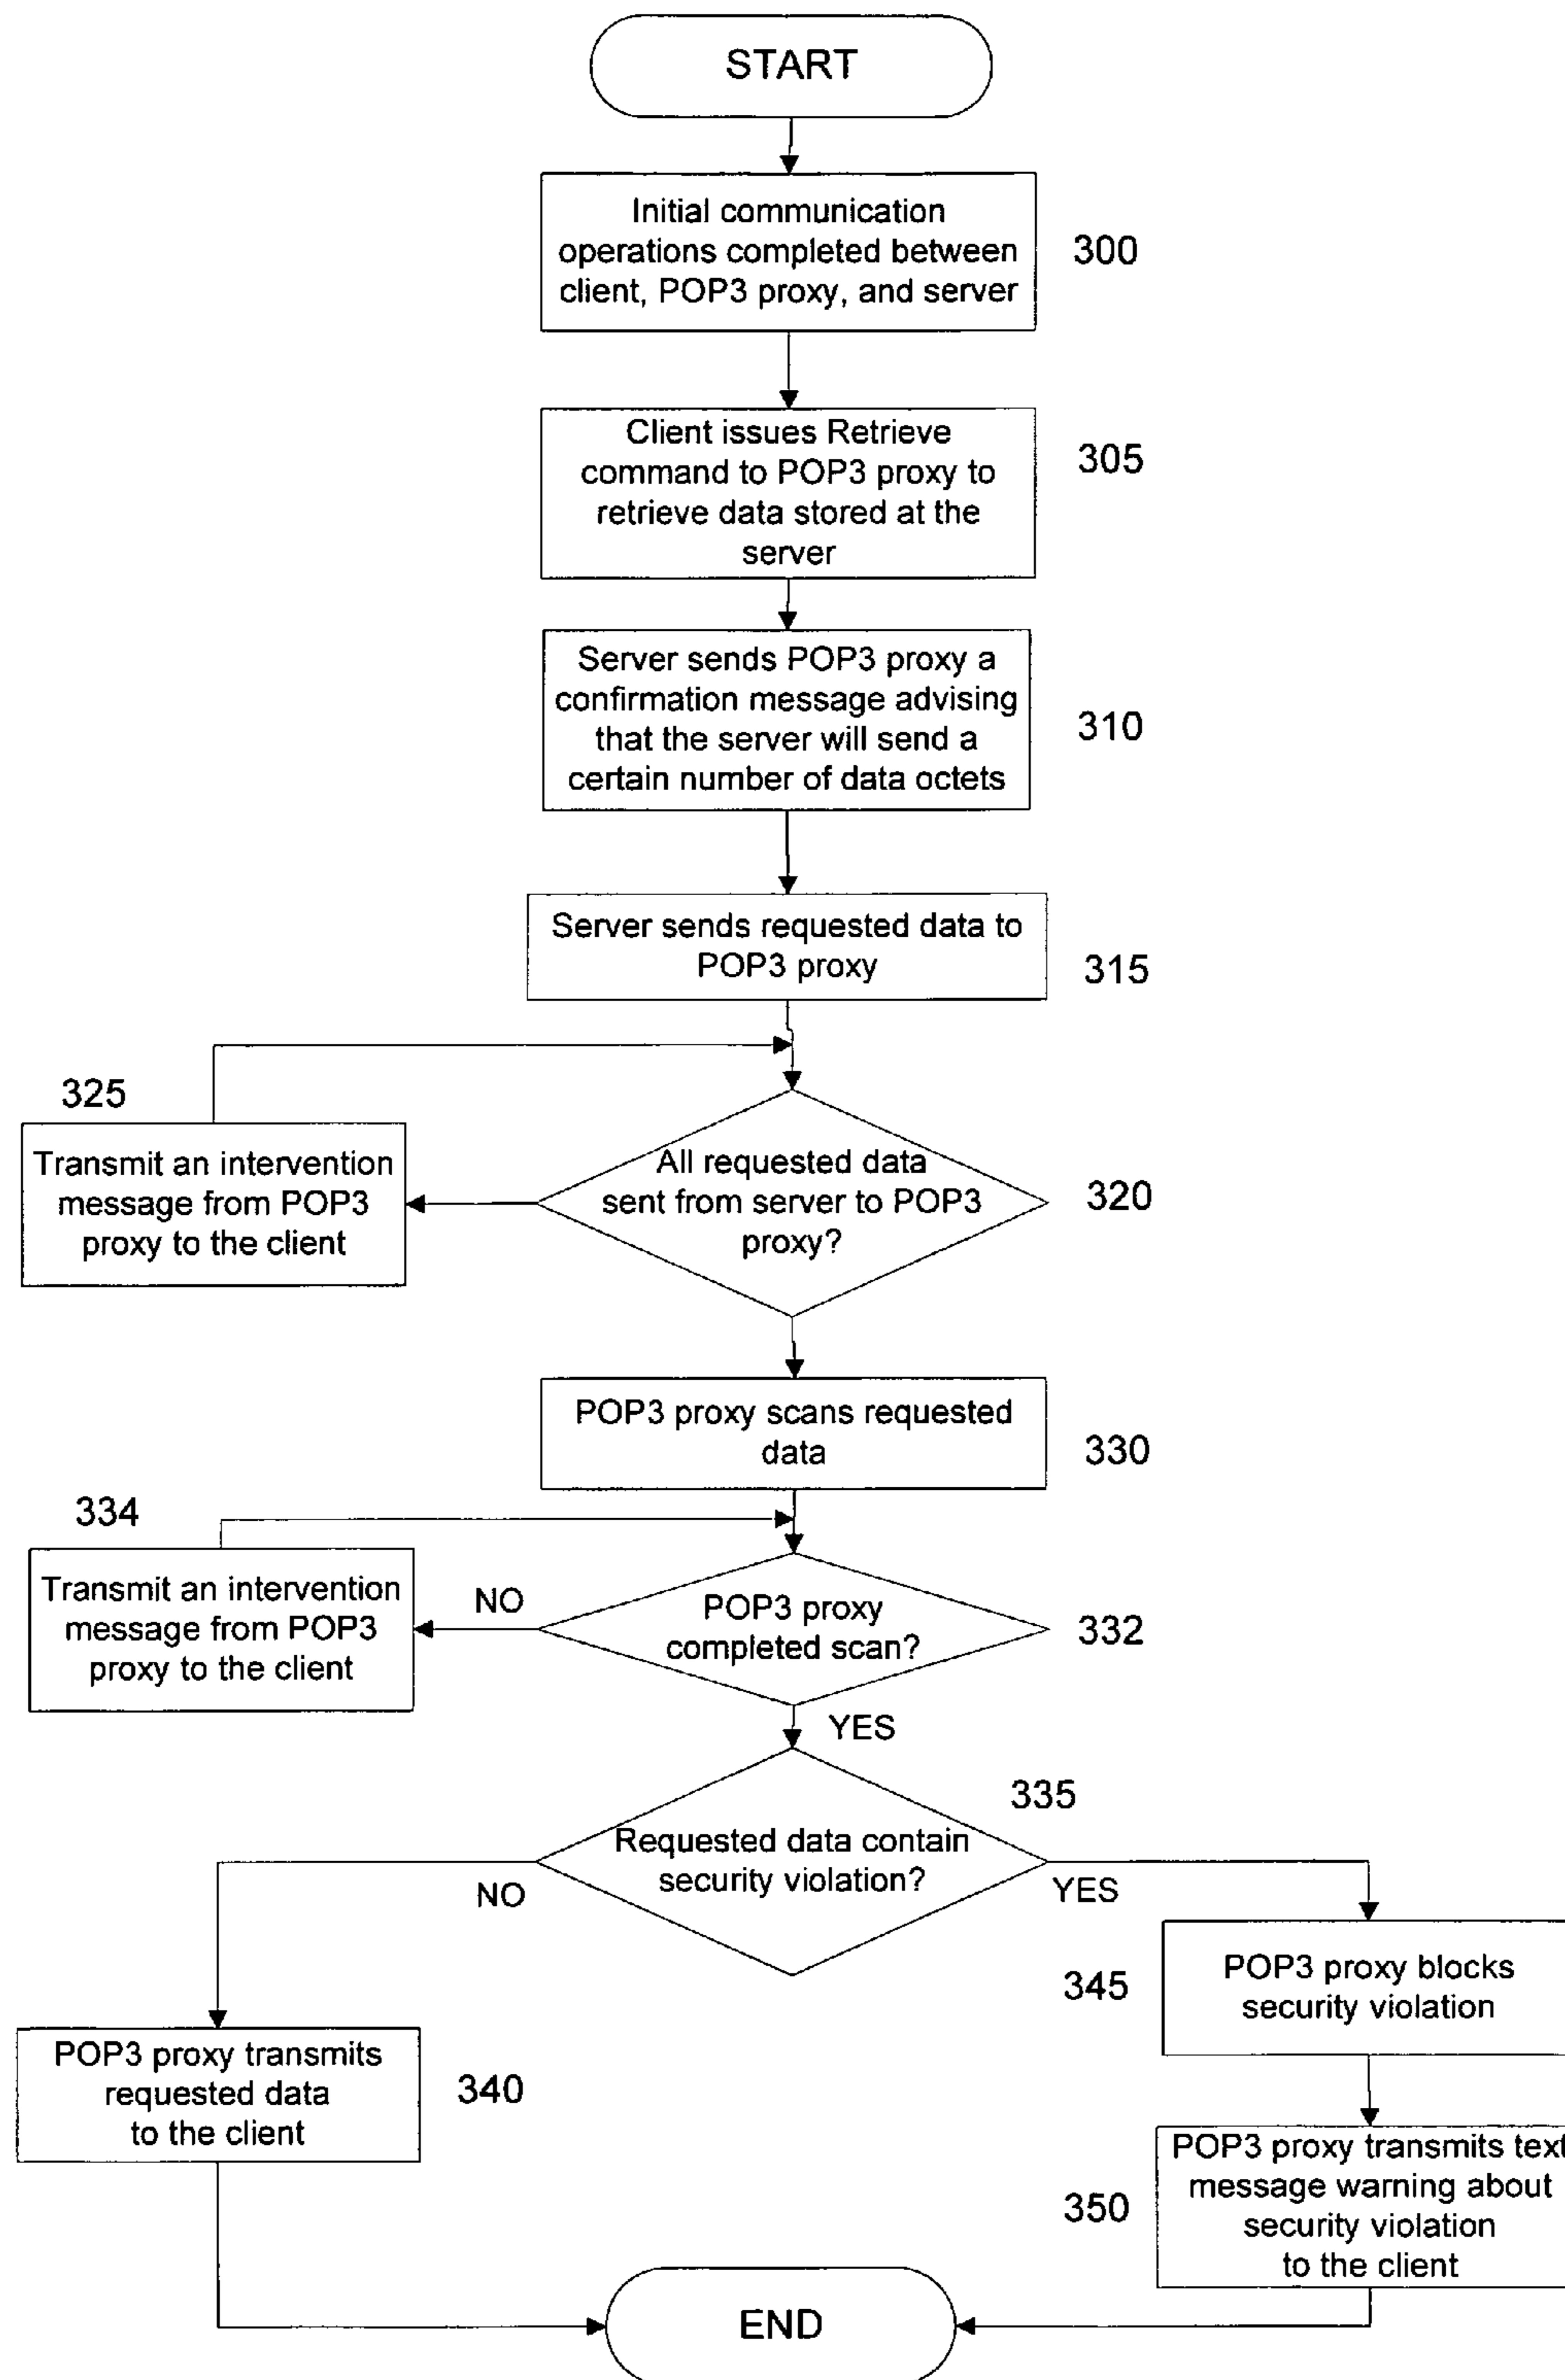 START
Initial communication
operations completed between
client, POP3 proxy, and server
300
Client issues Retrieve
command to POP3 proxy to
retrieve data stored at the
server
305
Server sends POP3 proxy a
confirmation message advising
that the server will send a
certain number of data octets
310
Server sends requested data to
POP3 proxy
315
325
Transmit an intervention
message from POP3
proxy to the client
All requested data
sent from server to POP3
proxy?
320
POP3 proxy scans requested
data
330
334
Transmit an intervention
message from POP3
proxy to the client
NO
POP3 proxy
completed scan?
332
YES
335
Requested data contain
security violation?
NO
YES
345
POP3 proxy blocks
security violation
POP3 proxy transmits
requested data
to the client
340
350
POP3 proxy transmits text
message warning about
security violation
to the client
END